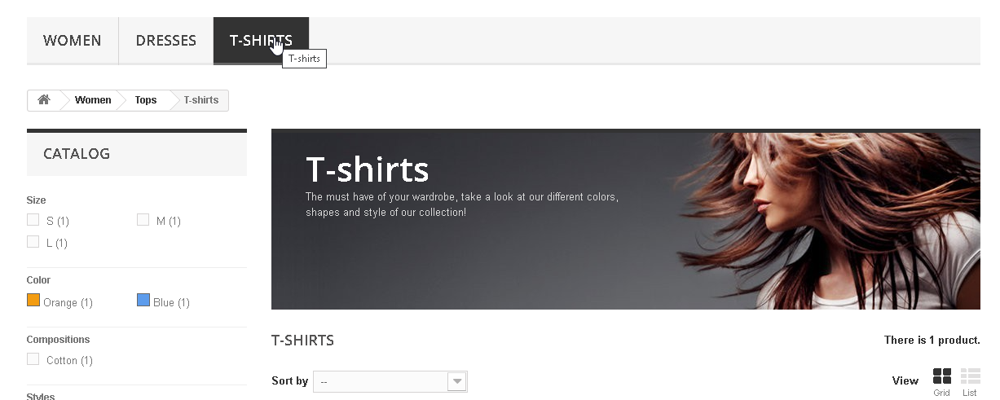 WOMEN DRESSES T-SHIRTS
T-shirts
Women Tops T-shirts
CATALOG
Size
S (1) M (1)
L (1)
Color
Orange (1) Blue (1)
Compositions
Cotton (1)
Styles
T-shirts
The must have of your wardrobe, take a look at our different colors,
shapes and style of our collection!
T-SHIRTS There is 1 product.
Sort by -- View Grid List